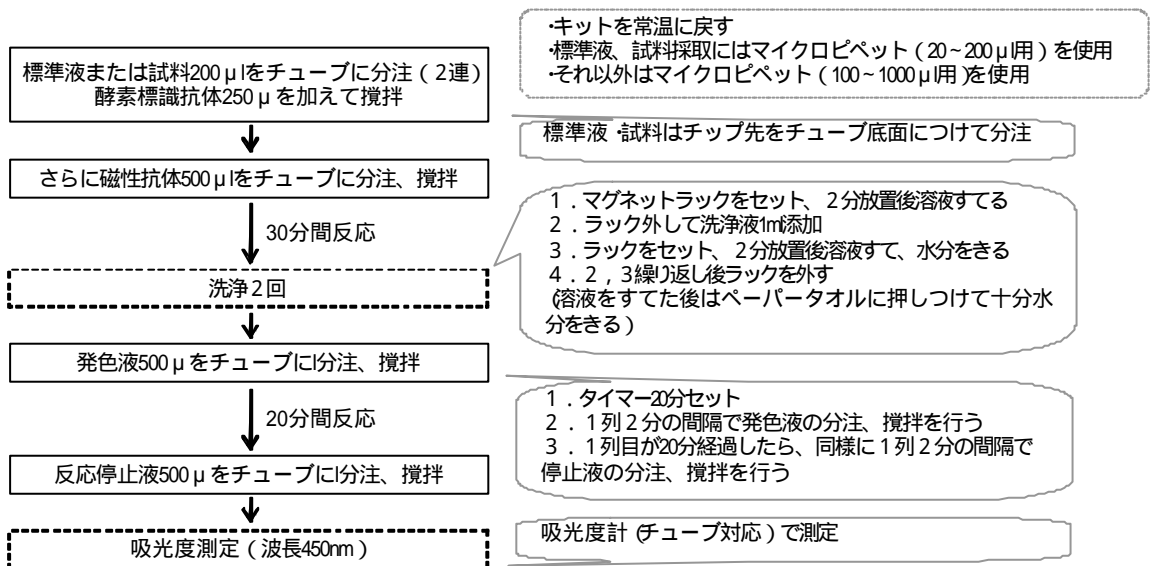 ・キットを常温に戻す
・標準液、試料採取にはマイクロピペット(20~200μl用)を使用
・それ以外はマイクロピペット(100~1000μl用)を使用
標準液または試料200μlをチューブに分注(2連)
酵素標識抗体250μを加えて撹拌
標準液・試料はチップ先をチューブ底面につけて分注
さらに磁性抗体500μlをチューブに分注、撹拌
30分間反応
1.マグネットラックをセット、2分放置後溶液すてる
2.ラック外して洗浄液1ml添加
3.ラックをセット、2分放置後溶液すて、水分をきる
4.2,3繰り返し後ラックを外す
(溶液をすてた後はペーパータオルに押しつけて十分水
分をきる)
洗浄2回
発色液500μをチューブにl分注、撹拌
20分間反応
1.タイマー20分セット
2.1列2分の間隔で発色液の分注、撹拌を行う
3.1列目が20分経過したら、同様に1列2分の間隔で
停止液の分注、撹拌を行う
反応停止液500μをチューブにl分注、撹拌
吸光度測定(波長450nm)
吸光度計(チューブ対応)で測定